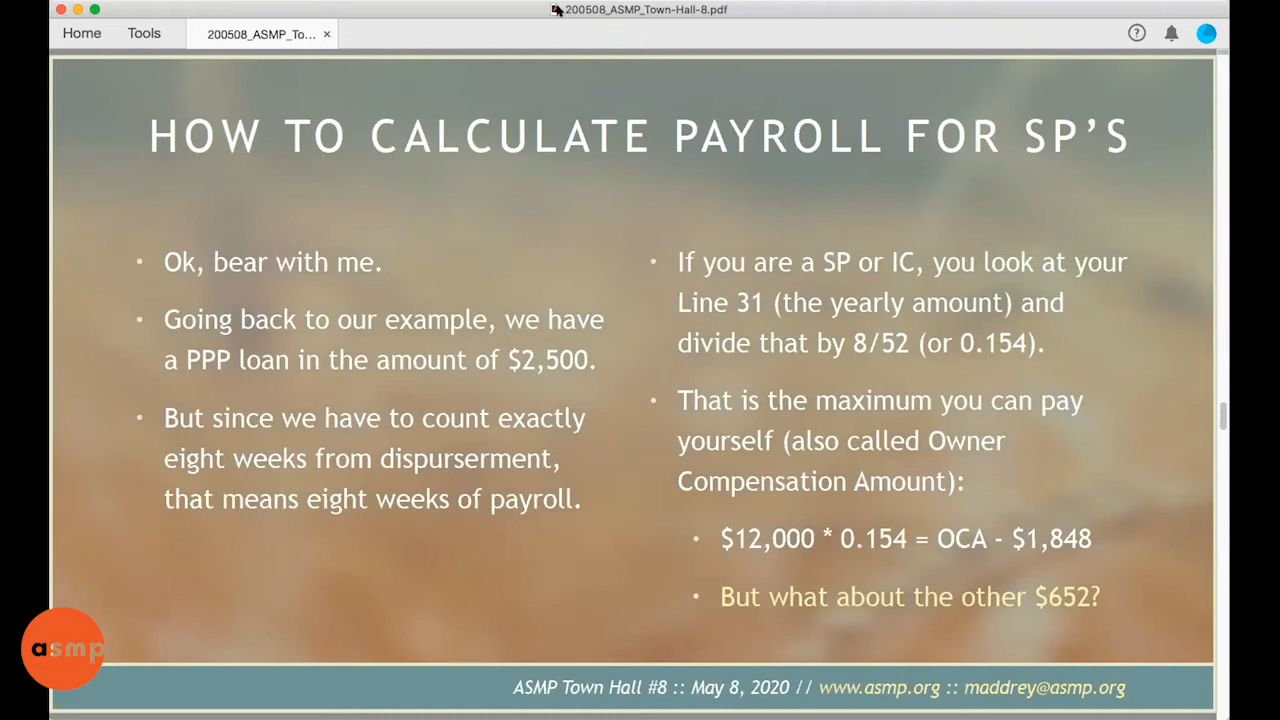 200508_ASMP_Town-Hall-8.pdf
Home Tools 200508_ASMP_To... ×
HOW TO CALCULATE PAYROLL FOR SP’S
• Ok, bear with me.
• Going back to our example, we have
a PPP loan in the amount of $2,500.
• But since we have to count exactly
eight weeks from dispurserment,
that means eight weeks of payroll.
• If you are a SP or IC, you look at your
Line 31 (the yearly amount) and
divide that by 8/52 (or 0.154).
• That is the maximum you can pay
yourself (also called Owner
Compensation Amount):
• $12,000 * 0.154 = OCA - $1,848
• But what about the other $652?
asmp
ASMP Town Hall #8 :: May 8, 2020 // www.asmp.org :: maddrey@asmp.org